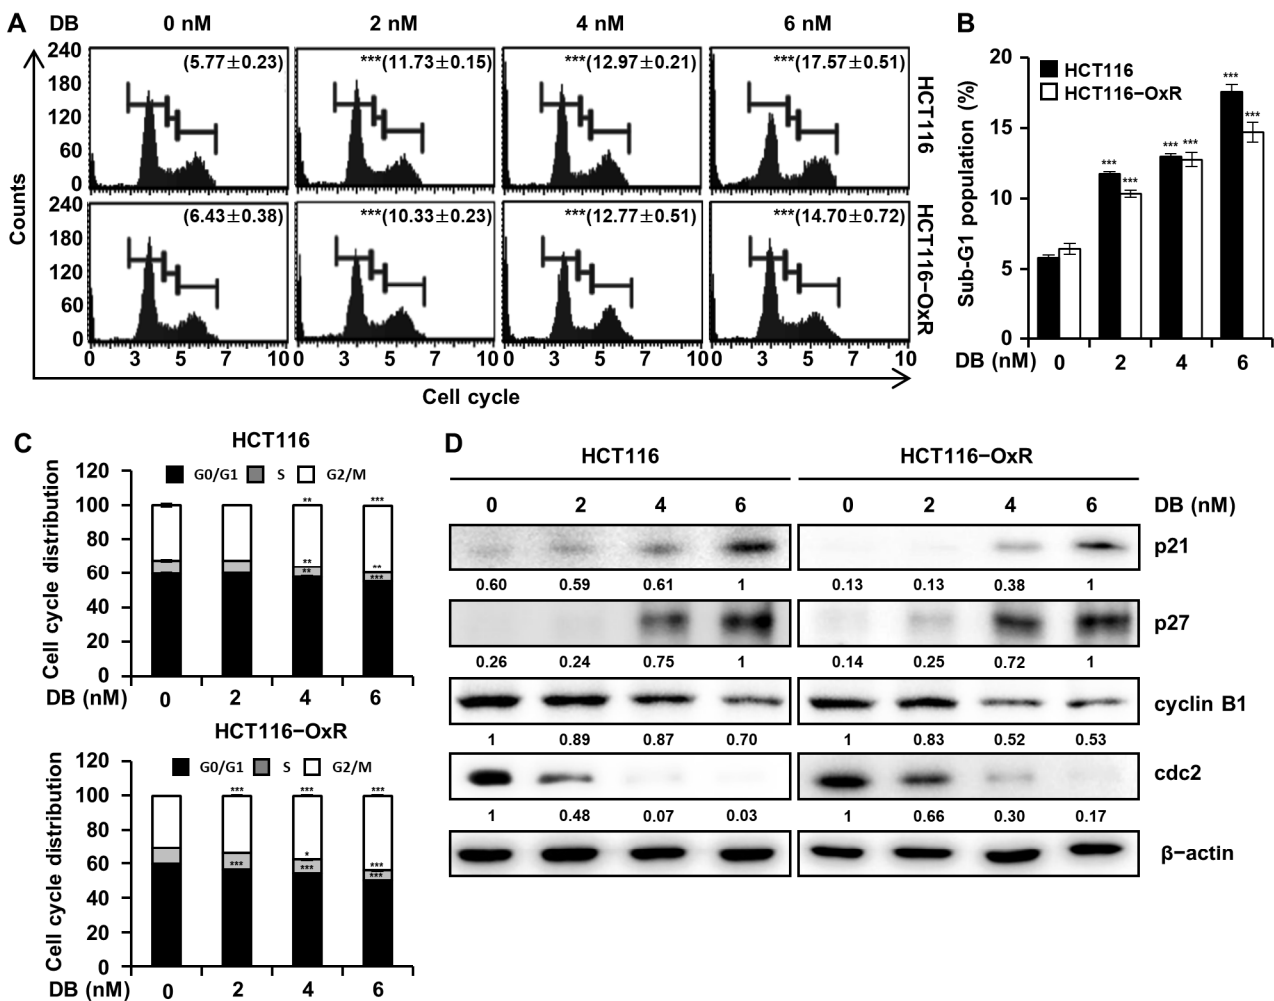 A
DB 0 nM 2 nM 4 nM 6 nM
240
180
120
60
0
(5.77±0.23) ***(11.73±0.15) ***(12.97±0.21) ***(17.57±0.51)
HCT116
240
180
120
60
0
(6.43±0.38) ***(10.33±0.23) ***(12.77±0.51) ***(14.70±0.72)
HCT116−OxR
Counts
0 3 5 7 10 0 3 5 7 10 0 3 5 7 10 0 3 5 7 10
Cell cycle
B
Sub-G1 population (%)
20
15
10
5
0
HCT116
HCT116−OxR
*** *** *** *** *** ***
DB (nM) 0 2 4 6
C
HCT116
G0/G1 S G2/M
Cell cycle distribution
120
100
80
60
40
20
0
** ***
** **
** ***
DB (nM) 0 2 4 6
HCT116−OxR
G0/G1 S G2/M
Cell cycle distribution
120
100
80
60
40
20
0
*** *** ***
* ***
*** *** ***
DB (nM) 0 2 4 6
D
HCT116 HCT116−OxR
0 2 4 6 0 2 4 6 DB (nM)
p21
0.60 0.59 0.61 1 0.13 0.13 0.38 1
p27
0.26 0.24 0.75 1 0.14 0.25 0.72 1
cyclin B1
1 0.89 0.87 0.70 1 0.83 0.52 0.53
cdc2
1 0.48 0.07 0.03 1 0.66 0.30 0.17
β−actin